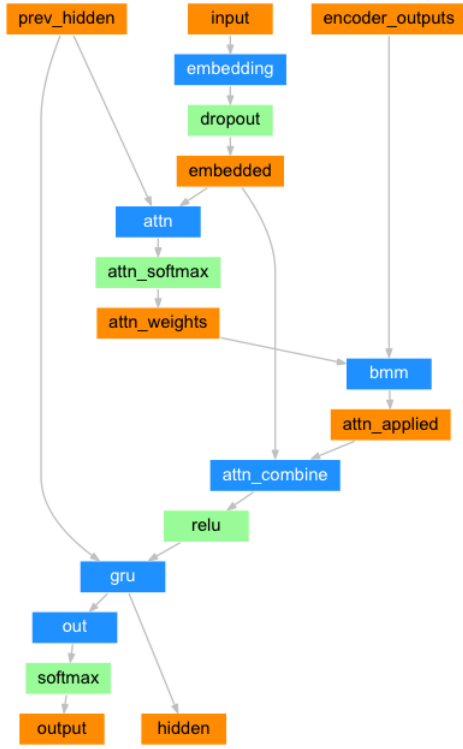 prev_hidden
input
encoder_outputs
embedding
dropout
embedded
attn
attn_softmax
attn_weights
bmm
attn_applied
attn_combine
relu
gru
out
softmax
output
hidden